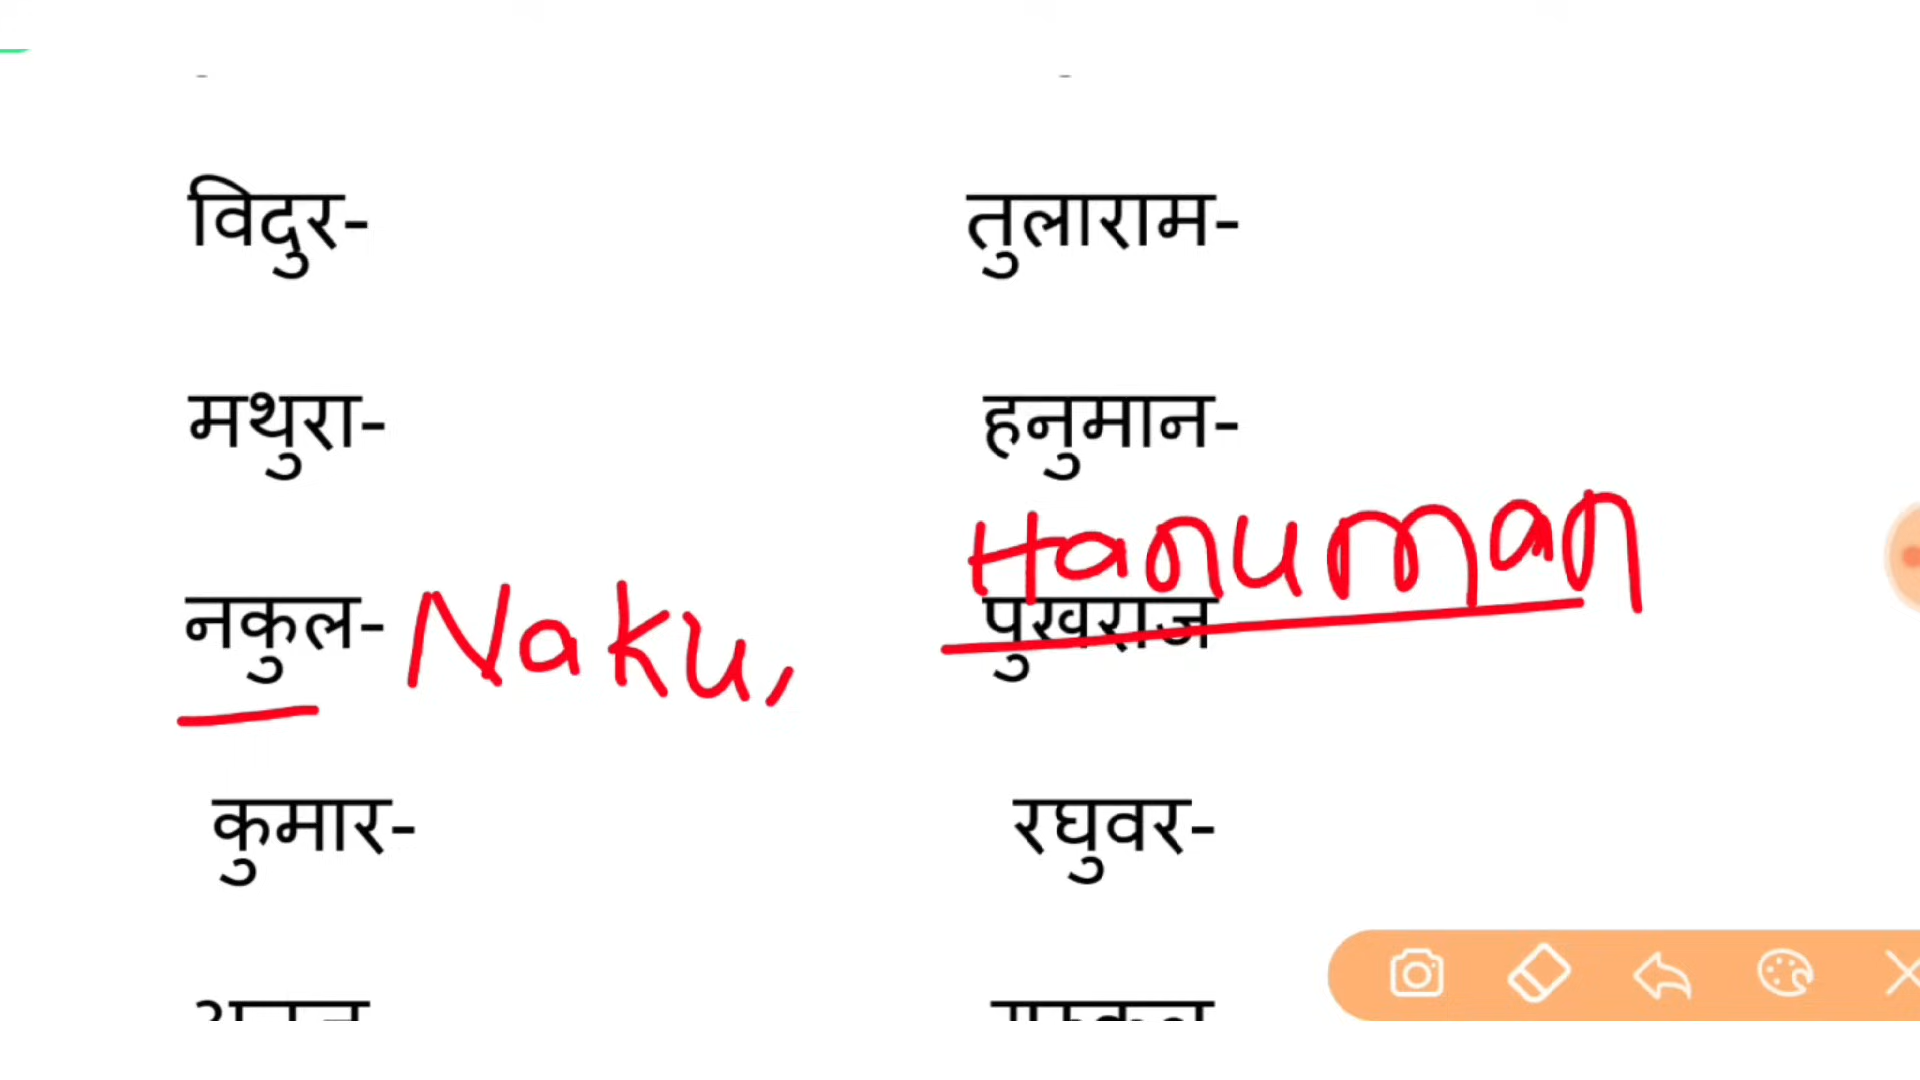 विदुर- तुलाराम-
मथुरा- हनुमान-
Hanuman
नकुल- Naku, पुखराज
कुमार- रघुवर-